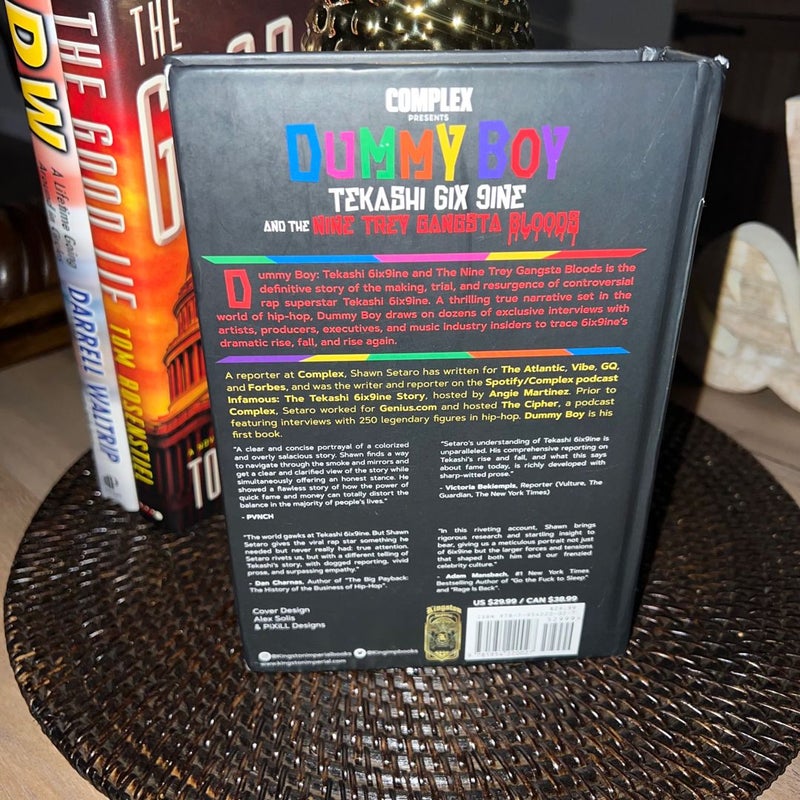 DW
A Lifetime Going
Around in Circles
DARRELL WALTRIP
THE GOOD LIE
TOM ROSENSTIEL
THE
G
A NOV
TO
COMPLEX
PRESENTS
DUMMY BOY
TEKASHI 6IX 9INE
AND THE NINE TREY GANGSTA BLOODS
Dummy Boy: Tekashi 6ix9ine and The Nine Trey Gangsta Bloods is the
definitive story of the making, trial, and resurgence of controversial
rap superstar Tekashi 6ix9ine. A thrilling true narrative set in the
world of hip-hop, Dummy Boy draws on dozens of exclusive interviews with
artists, producers, executives, and music industry insiders to trace 6ix9ine's
dramatic rise, fall, and rise again.
A reporter at Complex, Shawn Setaro has written for The Atlantic, Vibe, GQ,
and Forbes, and was the writer and reporter on the Spotify/Complex podcast
Infamous: The Tekashi 6ix9ine Story, hosted by Angie Martinez. Prior to
Complex, Setaro worked for Genius.com and hosted The Cipher, a podcast
featuring interviews with 250 legendary figures in hip-hop. Dummy Boy is his
first book.
"A clear and concise portrayal of a colorized
and overly salacious story. Shawn finds a way
to navigate through the smoke and mirrors and
get a clear and clarified view of the story while
simultaneously offering an honest stance. He
showed a flawless story of how the power of
quick fame and money can totally distort the
balance in the majority of people's lives."
- PVNCH
"Setaro's understanding of Tekashi 6ix9ine is
unparalleled. His comprehensive reporting on
Tekashi's rise and fall, and what this says
about fame today, is richly developed with
sharp-witted prose."
- Victoria Bekiempis, Reporter (Vulture, The
Guardian, The New York Times)
"The world gawks at Tekashi 6ix9ine. But Shawn
Setaro gives the viral rap star something he
needed but never really had: true attention.
Setaro rivets us, but with a different telling of
Tekashi's story, with dogged reporting, vivid
prose, and surpassing empathy."
- Dan Charnas, Author of "The Big Payback:
The History of the Business of Hip-Hop".
"In this riveting account, Shawn brings
rigorous research and startling insight to
bear, giving us a meticulous portrait not just
of 6ix9ine but the larger forces and tensions
that shaped both him and our frenzied
celebrity culture."
- Adam Mansbach, #1 New York Times
Bestselling Author of "Go the Fuck to Sleep"
and "Rage Is Back".
Cover Design
Alex Solis
& PiXiLL Designs
US $29.99 / CAN $38.99
$29.99
52999
Kingston
@Kingstonimperialbooks
@Kingimpbooks
www.kingstonimperial.com